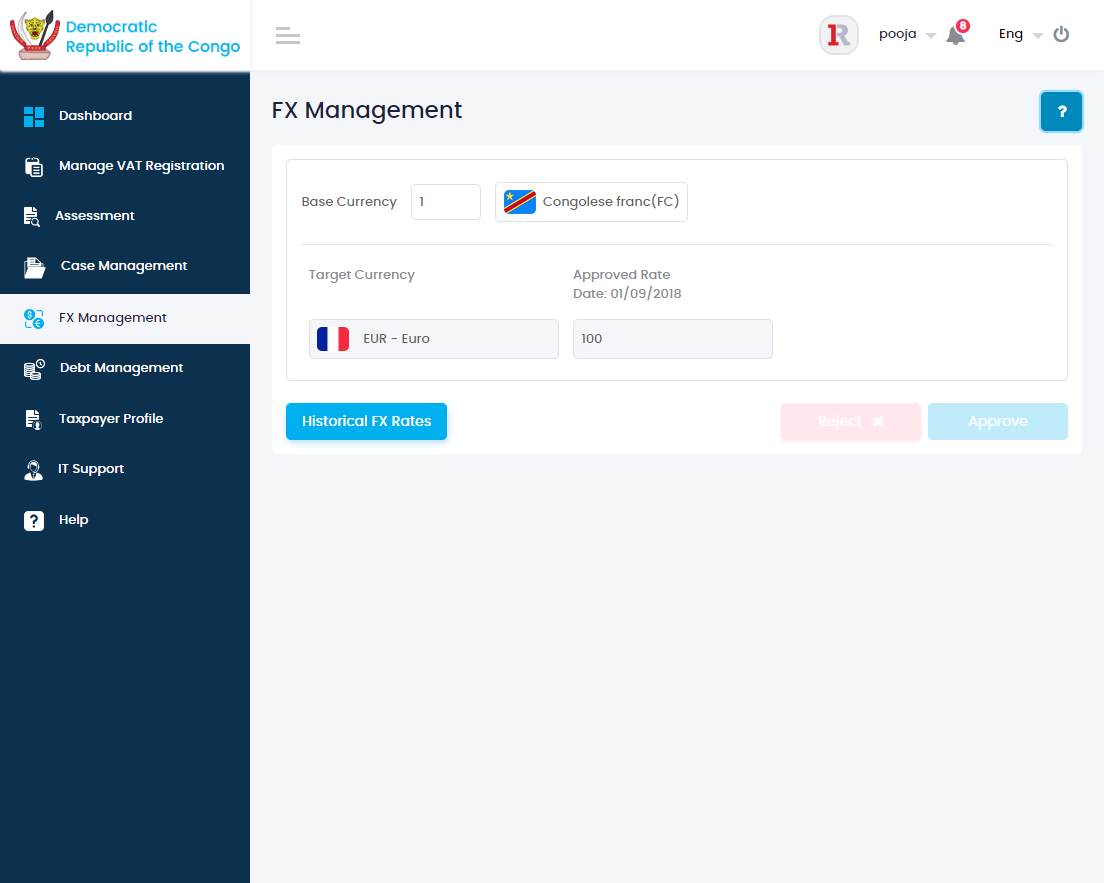 Democratic
Republic of the Congo
pooja
8
Eng
Dashboard
Manage VAT Registration
Assessment
Case Management
FX Management
Debt Management
Taxpayer Profile
IT Support
? Help
FX Management
?
Base Currency
1
Congolese franc(FC)
Target Currency
Approved Rate
Date: 01/09/2018
EUR - Euro
100
Historical FX Rates
Reject ✖
Approve